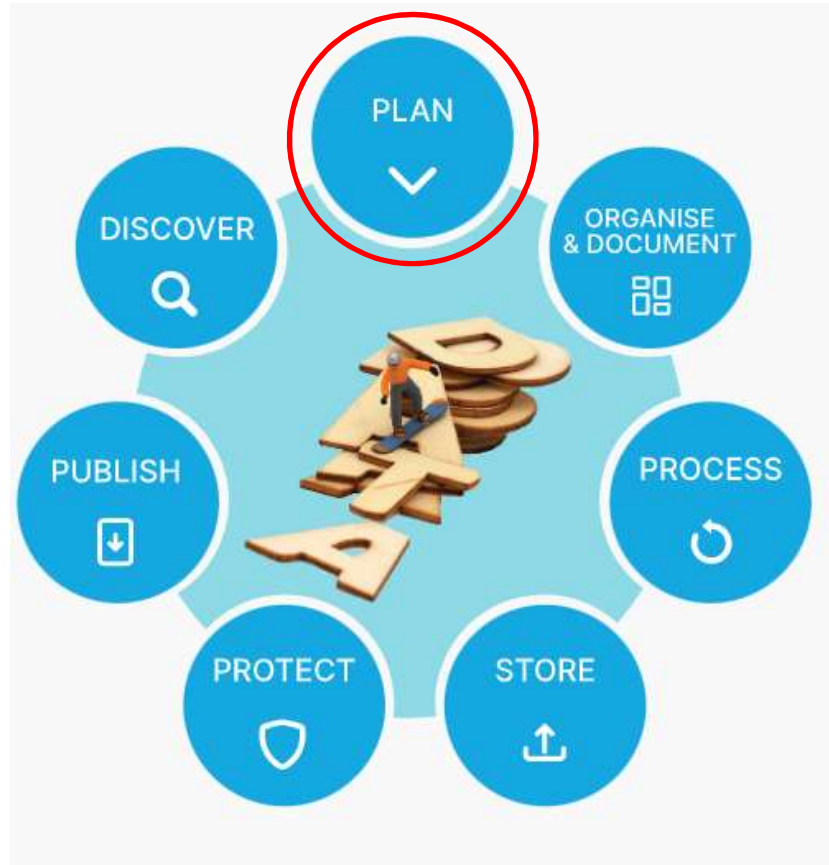 PLAN
ORGANISE
& DOCUMENT
PROCESS
STORE
PROTECT
PUBLISH
DISCOVER
D
A
T
A